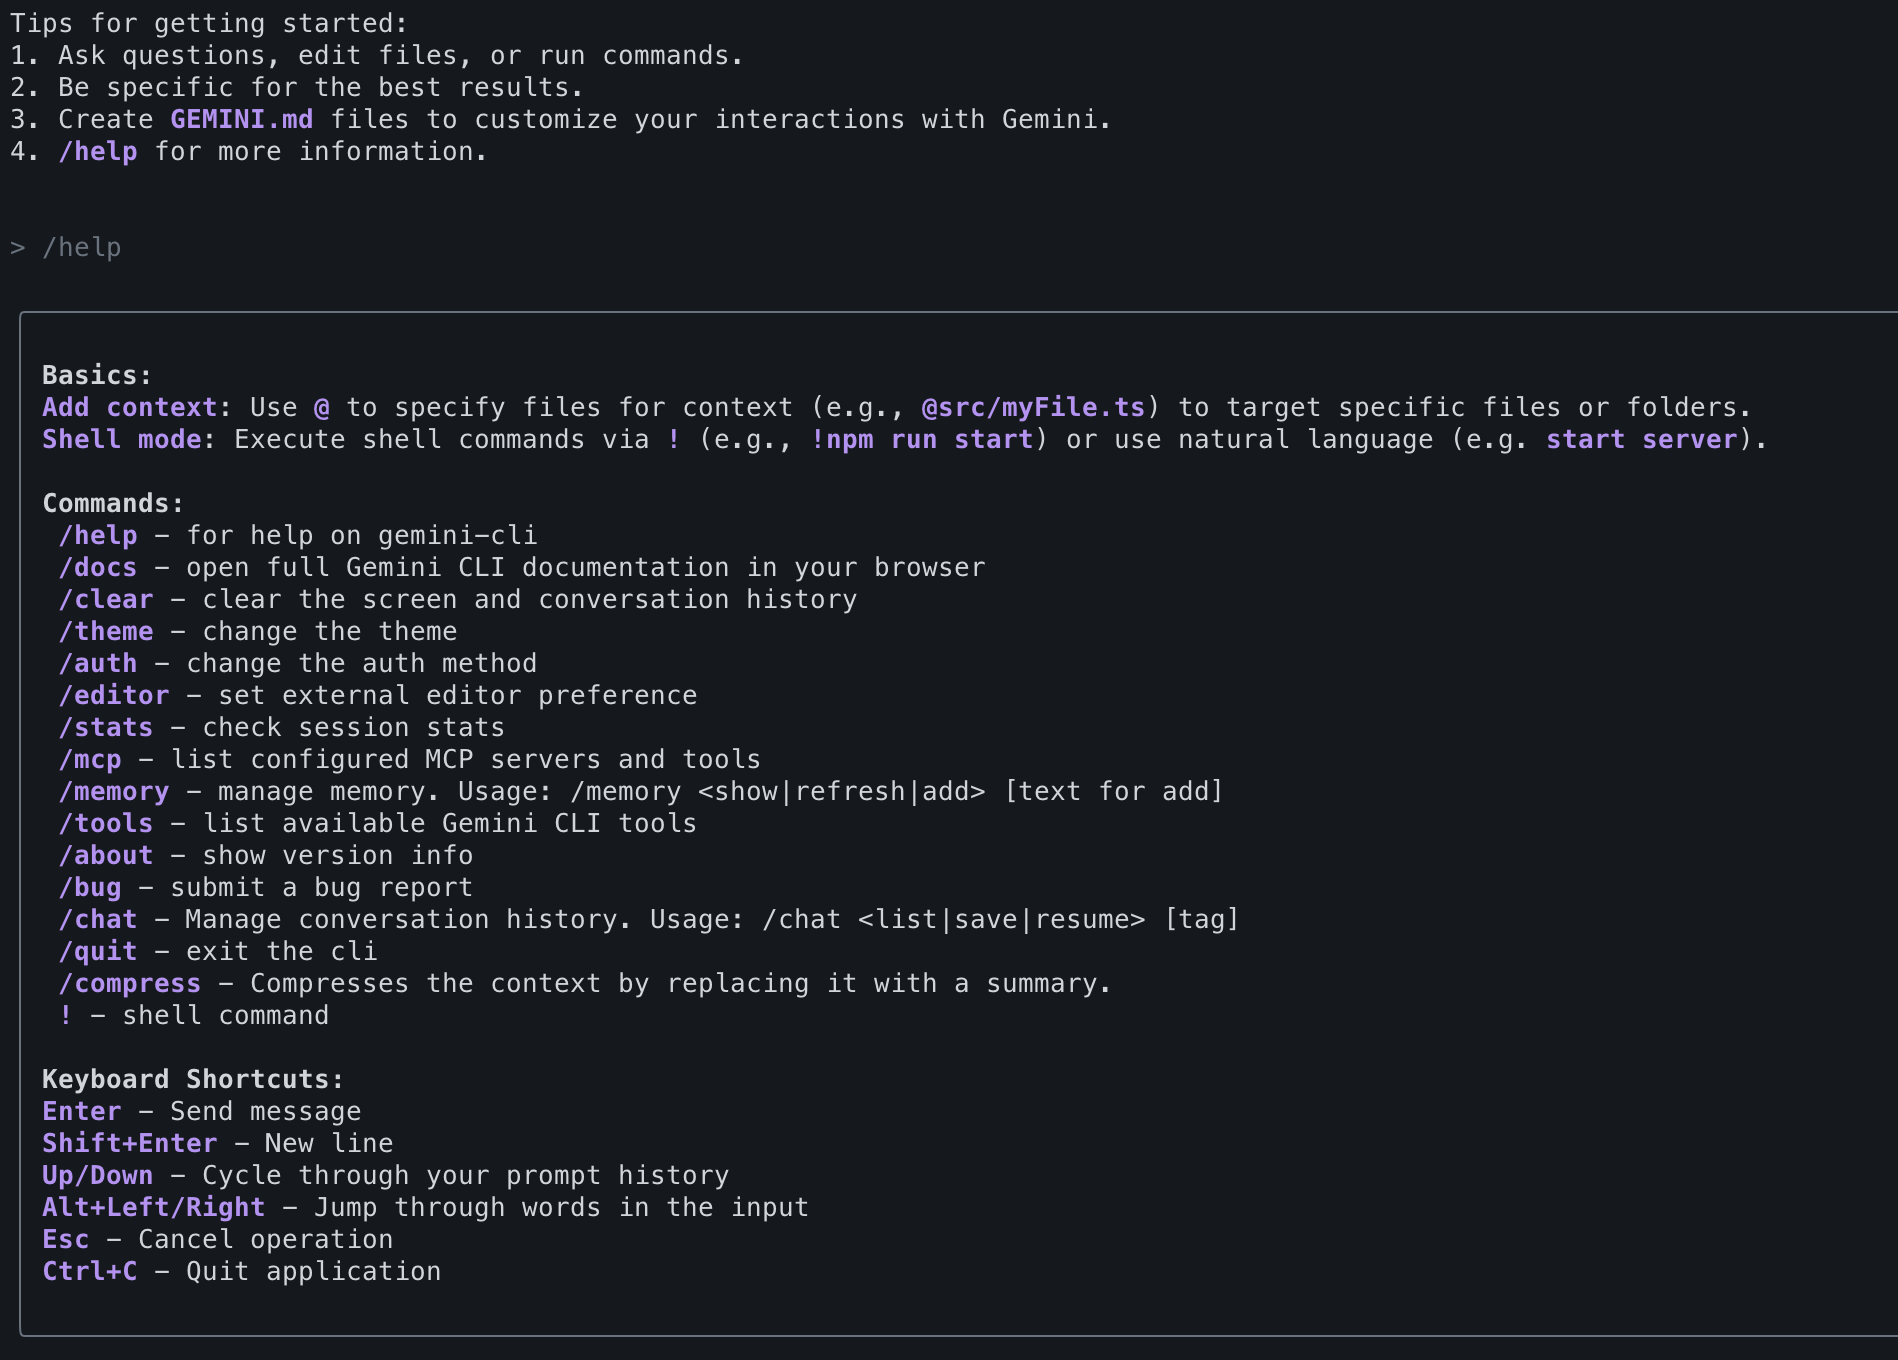 Tips for getting started:
1. Ask questions, edit files, or run commands.
2. Be specific for the best results.
3. Create GEMINI.md files to customize your interactions with Gemini.
4. /help for more information.
> /help
Basics:
Add context: Use @ to specify files for context (e.g., @src/myFile.ts) to target specific files or folders.
Shell mode: Execute shell commands via ! (e.g., !npm run start) or use natural language (e.g. start server).
Commands:
/help - for help on gemini-cli
/docs - open full Gemini CLI documentation in your browser
/clear - clear the screen and conversation history
/theme - change the theme
/auth - change the auth method
/editor - set external editor preference
/stats - check session stats
/mcp - list configured MCP servers and tools
/memory - manage memory. Usage: /memory <show|refresh|add> [text for add]
/tools - list available Gemini CLI tools
/about - show version info
/bug - submit a bug report
/chat - Manage conversation history. Usage: /chat <list|save|resume> [tag]
/quit - exit the cli
/compress - Compresses the context by replacing it with a summary.
! - shell command
Keyboard Shortcuts:
Enter - Send message
Shift+Enter - New line
Up/Down - Cycle through your prompt history
Alt+Left/Right - Jump through words in the input
Esc - Cancel operation
Ctrl+C - Quit application